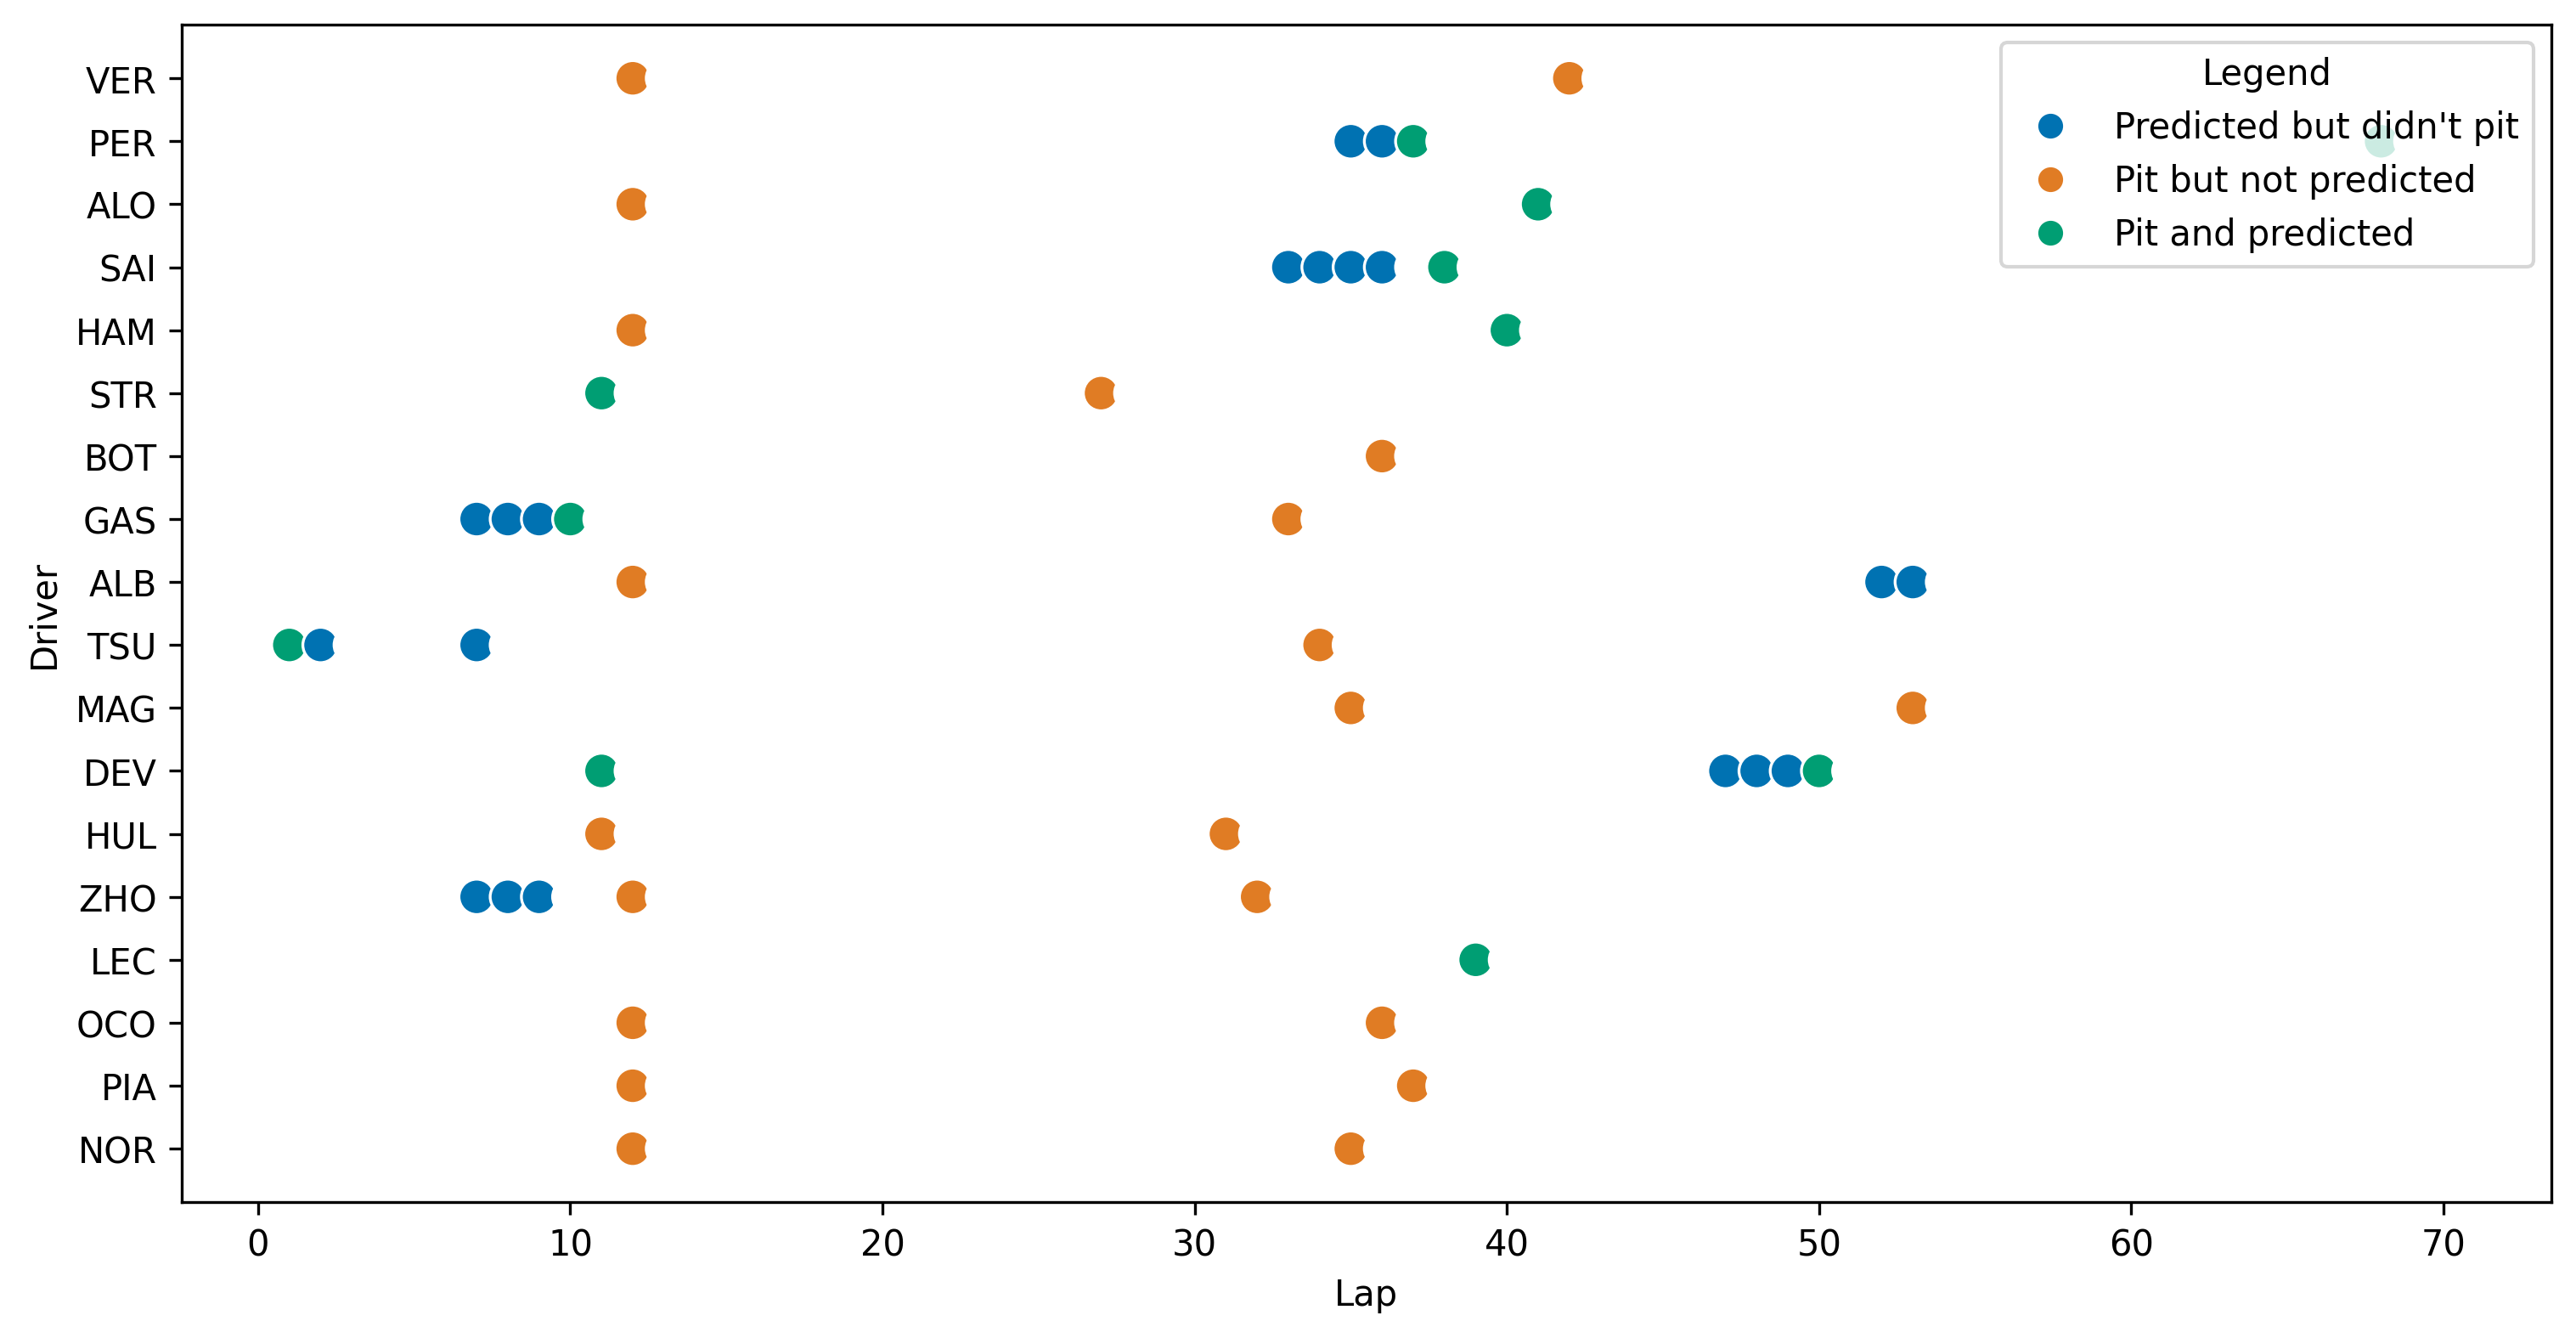 Legend
Predicted but didn't pit
Pit but not predicted
Pit and predicted
Driver
VER
PER
ALO
SAI
HAM
STR
BOT
GAS
ALB
TSU
MAG
DEV
HUL
ZHO
LEC
OCO
PIA
NOR
0 10 20 30 40 50 60 70
Lap